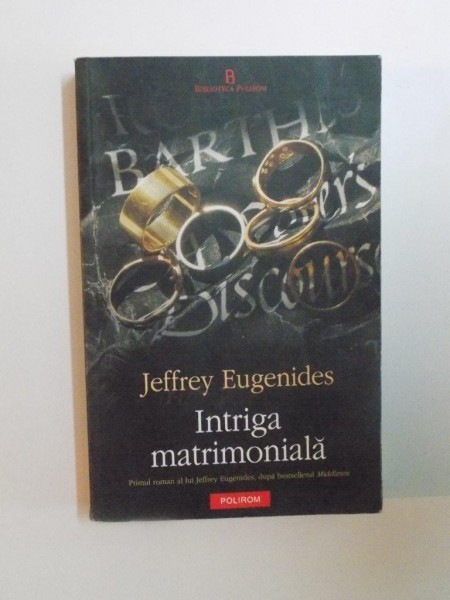 BIBLIOTECA POLIROM
BARTHES
Lover's
Discourse
Jeffrey Eugenides
Intriga
matrimonială
Primul roman al lui Jeffrey Eugenides, după bestsellerul Middlesex
POLIROM